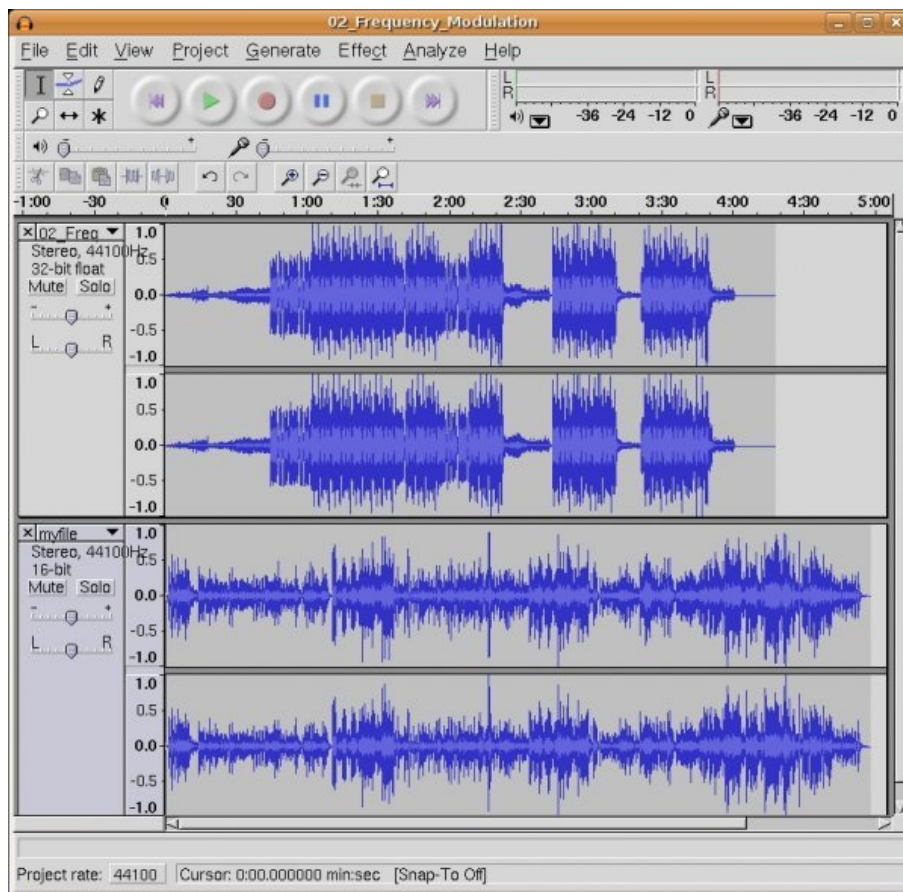 02_Frequency_Modulation
File Edit View Project Generate Effect Analyze Help
L
R
-36 -24 -12 0
L
R
-36 -24 -12 0
- +
- +
-1:00 -30 0 30 1:00 1:30 2:00 2:30 3:00 3:30 4:00 4:30 5:00
02_Freq
Stereo, 44100Hz
32-bit float
Mute Solo
- +
L R
1.0
0.5
0.0
-0.5
-1.0
1.0
0.5
0.0
-0.5
-1.0
myfile
Stereo, 44100Hz
16-bit
Mute Solo
- +
L R
1.0
0.5
0.0
-0.5
-1.0
1.0
0.5
0.0
-0.5
-1.0
Project rate: 44100 Cursor: 0:00.000000 min:sec [Snap-To Off]